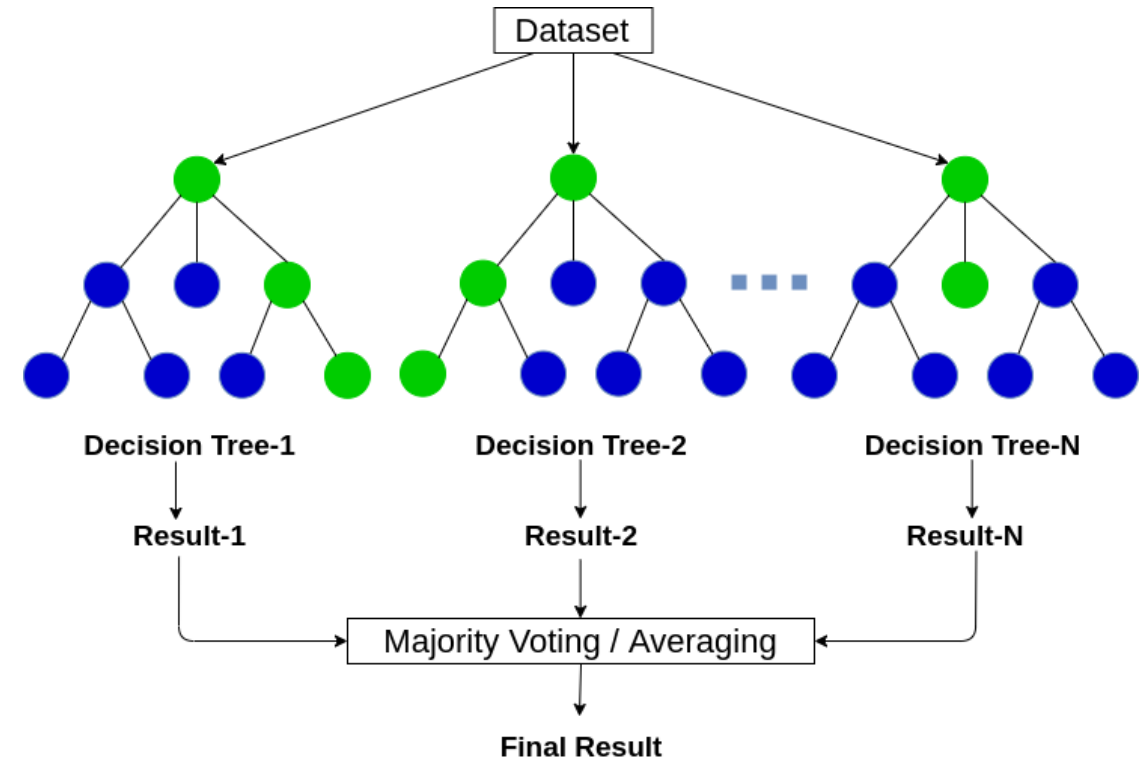 Dataset
Decision Tree-1
Decision Tree-2
Decision Tree-N
Result-1
Result-2
Result-N
Majority Voting / Averaging
Final Result